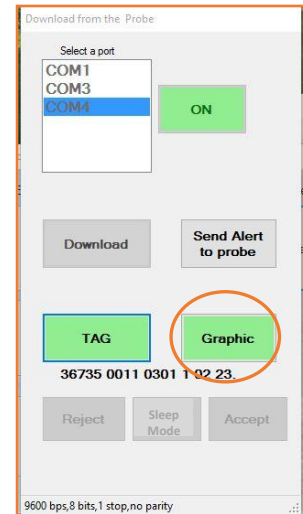 Download from the Probe
Select a port
COM1
COM3
COM4
ON
Download
Send Alert
to probe
TAG
Graphic
36735 0011 0301 1 02 23.
Reject
Sleep
Mode
Accept
9600 bps,8 bits,1 stop,no parity